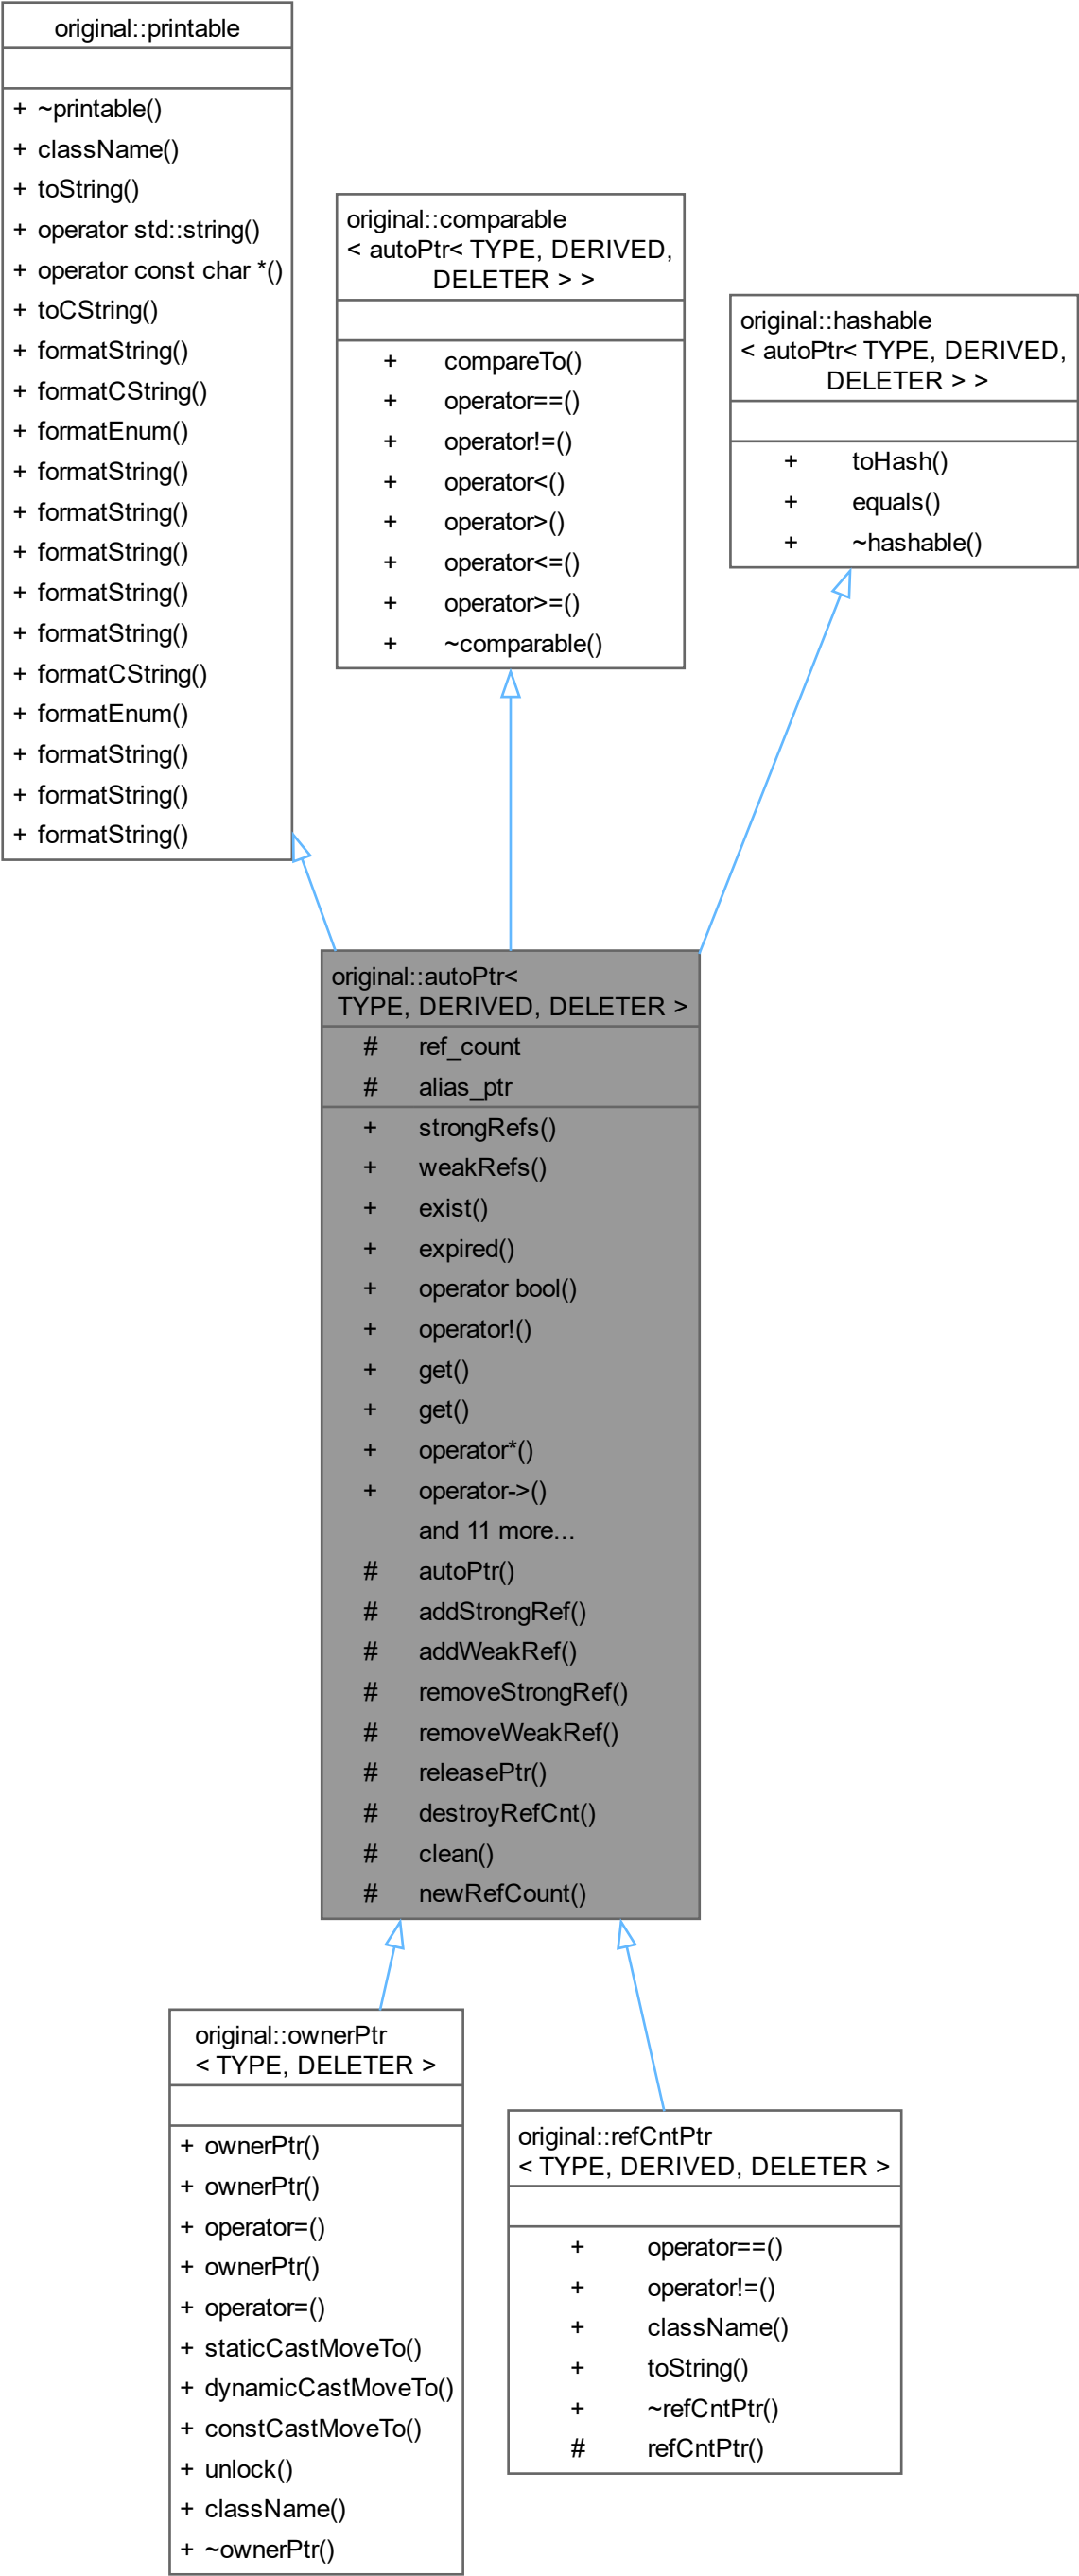 original::printable
+ ~printable()
+ className()
+ toString()
+ operator std::string()
+ operator const char *()
+ toCString()
+ formatString()
+ formatCString()
+ formatEnum()
+ formatString()
+ formatString()
+ formatString()
+ formatString()
+ formatString()
+ formatCString()
+ formatEnum()
+ formatString()
+ formatString()
+ formatString()
original::comparable
< autoPtr< TYPE, DERIVED,
DELETER > >
+ compareTo()
+ operator==()
+ operator!=()
+ operator<()
+ operator>()
+ operator<=()
+ operator>=()
+ ~comparable()
original::hashable
< autoPtr< TYPE, DERIVED,
DELETER > >
+ toHash()
+ equals()
+ ~hashable()
original::autoPtr<
TYPE, DERIVED, DELETER >
# ref_count
# alias_ptr
+ strongRefs()
+ weakRefs()
+ exist()
+ expired()
+ operator bool()
+ operator!()
+ get()
+ get()
+ operator*()
+ operator->()
and 11 more...
# autoPtr()
# addStrongRef()
# addWeakRef()
# removeStrongRef()
# removeWeakRef()
# releasePtr()
# destroyRefCnt()
# clean()
# newRefCount()
original::ownerPtr
< TYPE, DELETER >
+ ownerPtr()
+ ownerPtr()
+ operator=()
+ ownerPtr()
+ operator=()
+ staticCastMoveTo()
+ dynamicCastMoveTo()
+ constCastMoveTo()
+ unlock()
+ className()
+ ~ownerPtr()
original::refCntPtr
< TYPE, DERIVED, DELETER >
+ operator==()
+ operator!=()
+ className()
+ toString()
+ ~refCntPtr()
# refCntPtr()